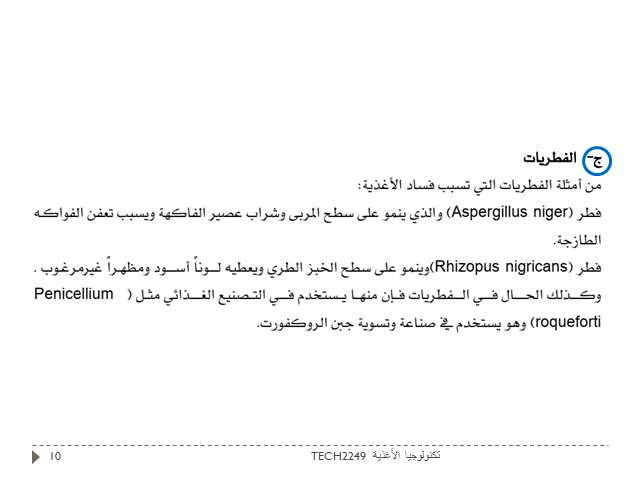 ج- الفطريات
من أمثلة الفطريات التي تسبب فساد الأغذية:
فطر (Aspergillus niger) والذي ينمو على سطح المربى وشراب عصير الفاكهة ويسبب تعفن الفواكه
الطازجة.
فطر (Rhizopus nigricans)وينمو على سطح الخبز الطري ويعطيه لوناً أسود ومظهراً غيرمرغوب .
وكذلك الحال في الفطريات فإن منها يستخدم في التصنيع الغذائي مثل ( Penicellium
roqueforti) وهو يستخدم في صناعة وتسوية جبن الروكفورت.
تكنولوجيا الأغذية TECH2249
10